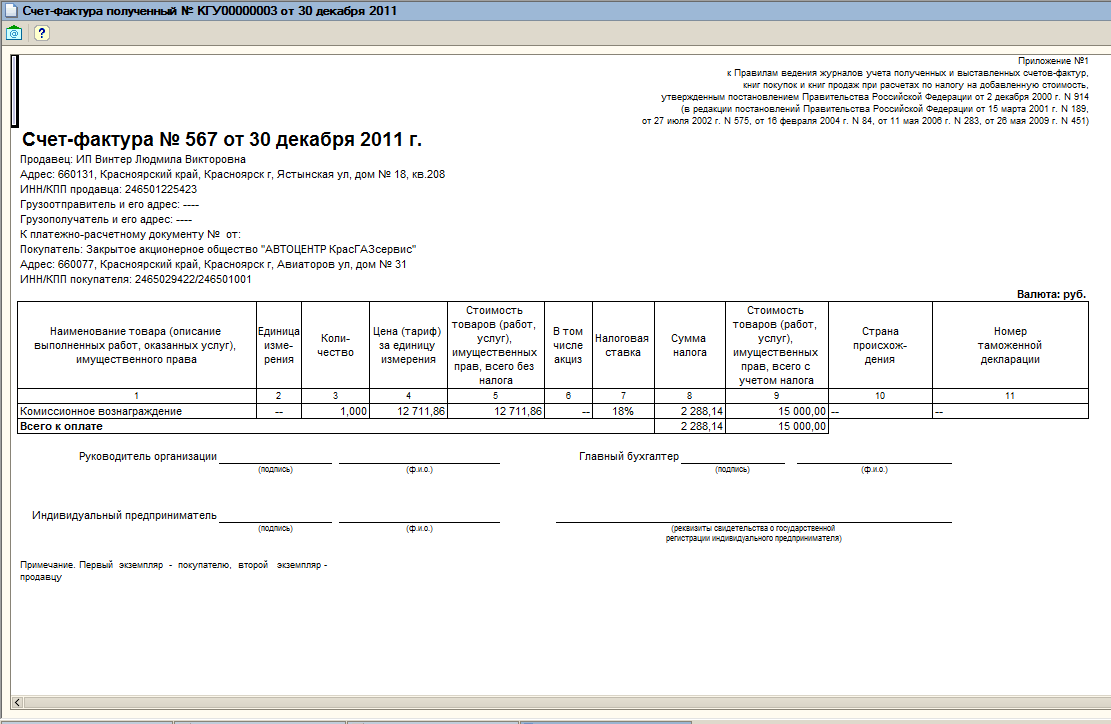 Счет-фактура полученный № КГУ00000003 от 30 декабря 2011
Приложение №1
к Правилам ведения журналов учета полученных и выставленных счетов-фактур,
книг покупок и книг продаж при расчетах по налогу на добавленную стоимость,
утвержденным постановлением Правительства Российской Федерации от 2 декабря 2000 г. N 914
(в редакции постановлений Правительства Российской Федерации от 15 марта 2001 г. N 189,
от 27 июля 2002 г. N 575, от 16 февраля 2004 г. N 84, от 11 мая 2006 г. N 283, от 26 мая 2009 г. N 451)
Счет-фактура № 567 от 30 декабря 2011 г.
Продавец: ИП Винтер Людмила Викторовна
Адрес: 660131, Красноярский край, Красноярск г, Ястынская ул, дом № 18, кв.208
ИНН/КПП продавца: 246501225423
Грузоотправитель и его адрес: ----
Грузополучатель и его адрес: ----
К платежно-расчетному документу № от:
Покупатель: Закрытое акционерное общество "АВТОЦЕНТР КрасГАЗсервис"
Адрес: 660077, Красноярский край, Красноярск г, Авиаторов ул, дом № 31
ИНН/КПП покупателя: 2465029422/246501001
Валюта: руб.
Наименование товара (описание
выполненных работ, оказанных услуг),
имущественного права
Единица
изме-
рения
Коли-
чество
Цена (тариф)
за единицу
измерения
Стоимость
товаров (работ,
услуг),
имущественных
прав, всего без
налога
В том
числе
акциз
Налоговая
ставка
Сумма
налога
Стоимость
товаров (работ,
услуг),
имущественных
прав, всего с
учетом налога
Страна
происхож-
дения
Номер
таможенной
декларации
1 2 3 4 5 6 7 8 9 10 11
Комиссионное вознаграждение -- 1,000 12 711,86 12 711,86 -- 18% 2 288,14 15 000,00 -- --
Всего к оплате 2 288,14 15 000,00
Руководитель организации Главный бухгалтер
(подпись) (ф.и.о.) (подпись) (ф.и.о.)
Индивидуальный предприниматель
(подпись) (ф.и.о.) (реквизиты свидетельства о государственной
регистрации индивидуального предпринимателя)
Примечание. Первый экземпляр - покупателю, второй экземпляр -
продавцу